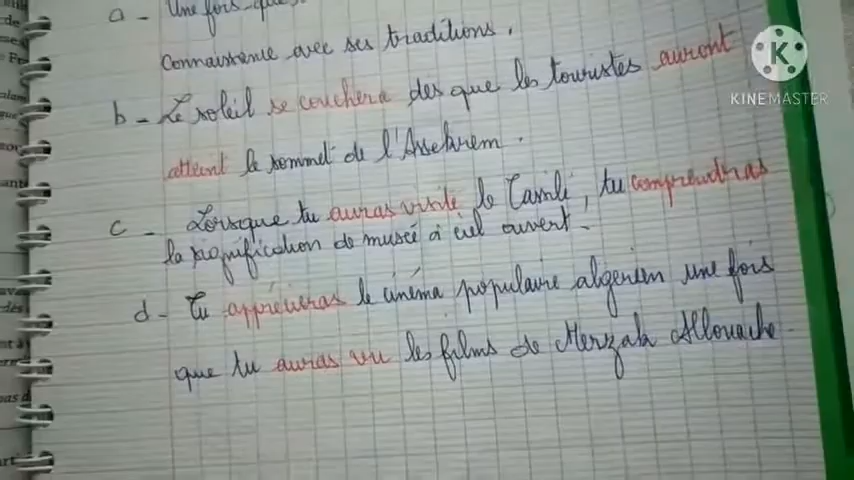 a - Une fois que
connaissance avec ses traditions.
b - Le soleil se couchera des que les touristes auront
atteint le sommet de l'Assekrem.
c - Lorsque tu auras visité le Tassili, tu comprendras
la signification de musée à ciel ouvert.
d - Tu apprécieras le cinéma populaire algérien une fois
que tu auras vu les films de Merzak Allouache.
KINEMASTER